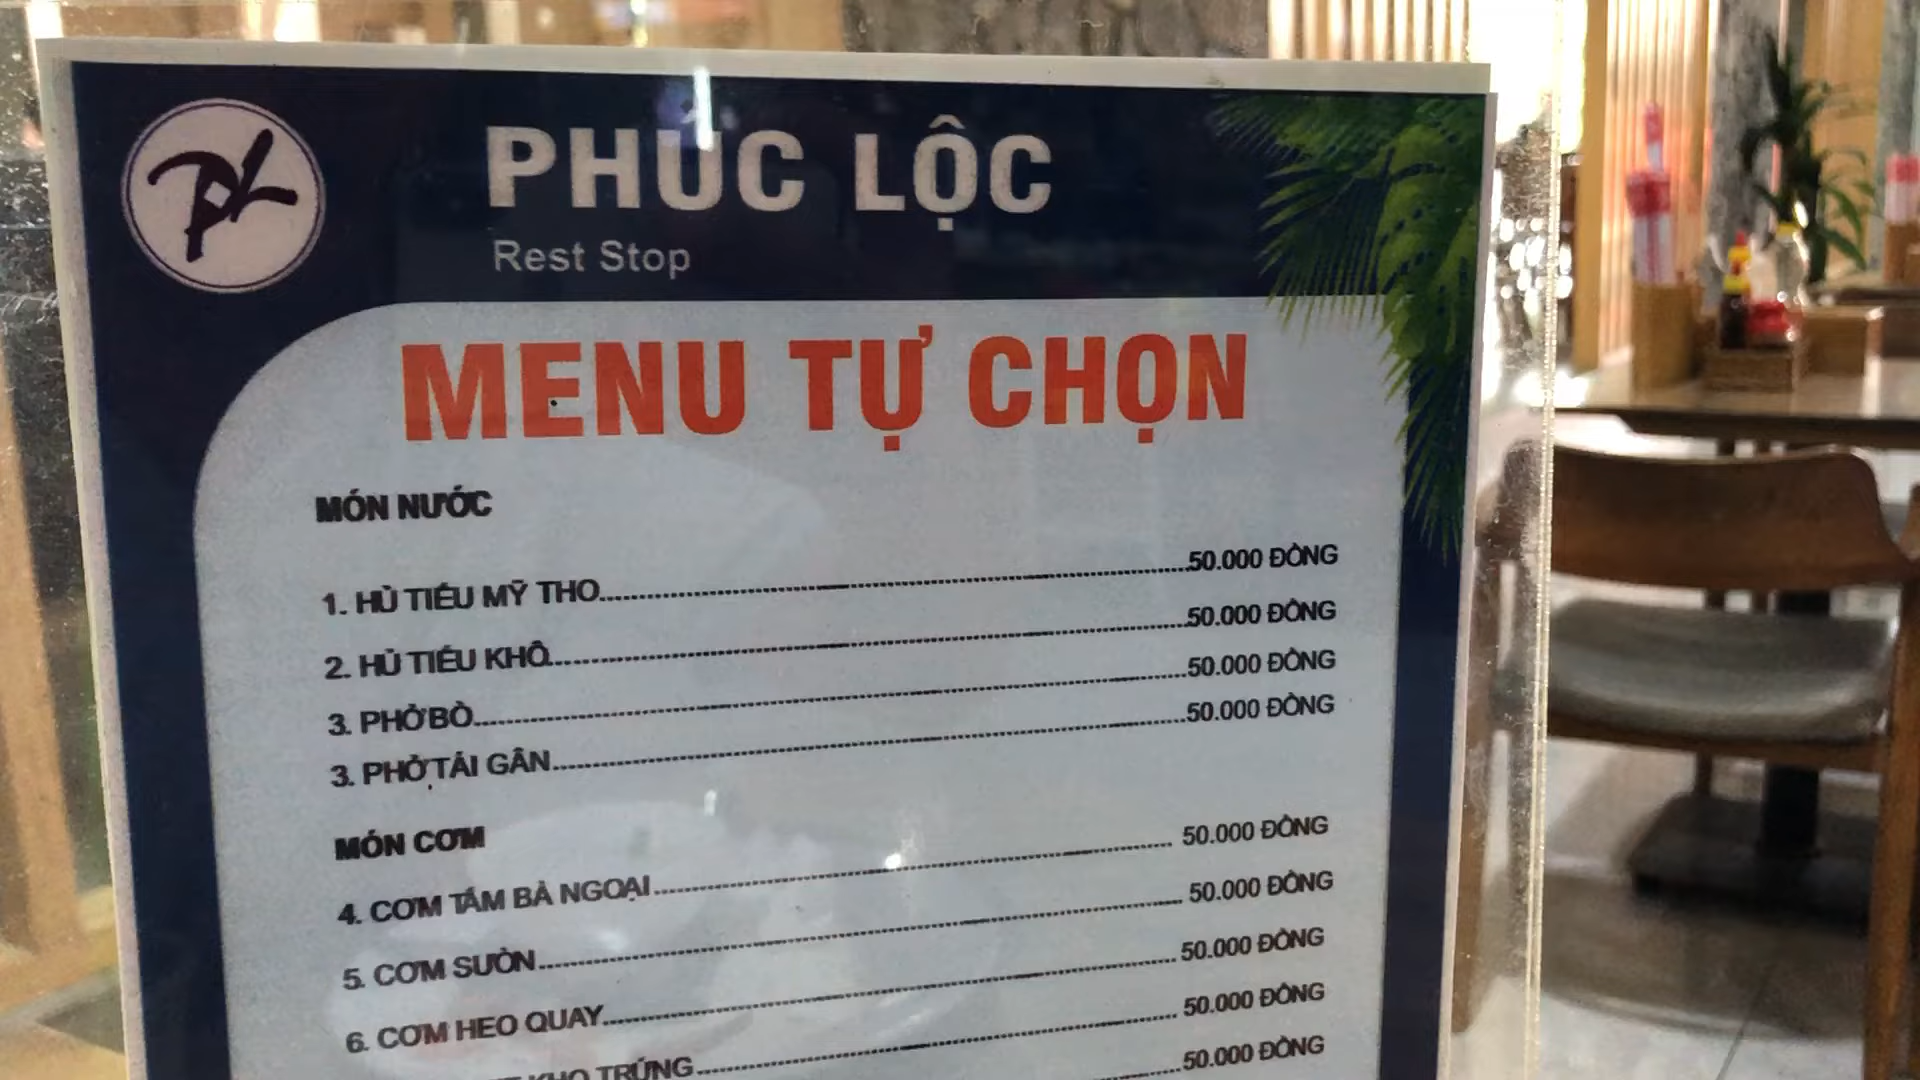 PL
PHÚC LỘC
Rest Stop
MENU TỰ CHỌN
MÓN NƯỚC
1. HỦ TIẾU MỸ THO 50.000 ĐỒNG
2. HỦ TIẾU KHÔ 50.000 ĐỒNG
3. PHỞ BÒ 50.000 ĐỒNG
3. PHỞ TÁI GÂN 50.000 ĐỒNG
MÓN CƠM
4. CƠM TẤM BÀ NGOẠI 50.000 ĐỒNG
5. CƠM SƯỜN 50.000 ĐỒNG
6. CƠM HEO QUAY 50.000 ĐỒNG
KHO TRỨNG 50.000 ĐỒNG
50.000 ĐỒNG